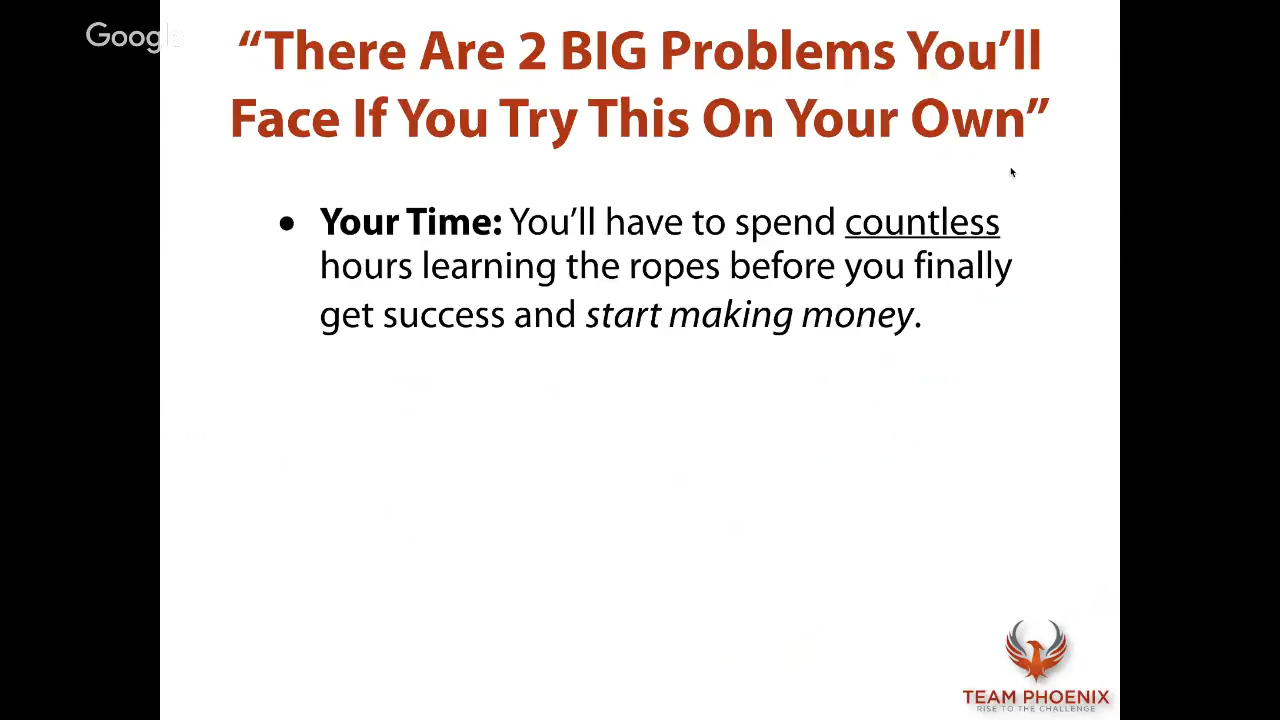 Google
“There Are 2 BIG Problems You’ll
Face If You Try This On Your Own”
● Your Time: You’ll have to spend countless
hours learning the ropes before you finally
get success and start making money.
TEAM PHOENIX
RISE TO THE CHALLENGE